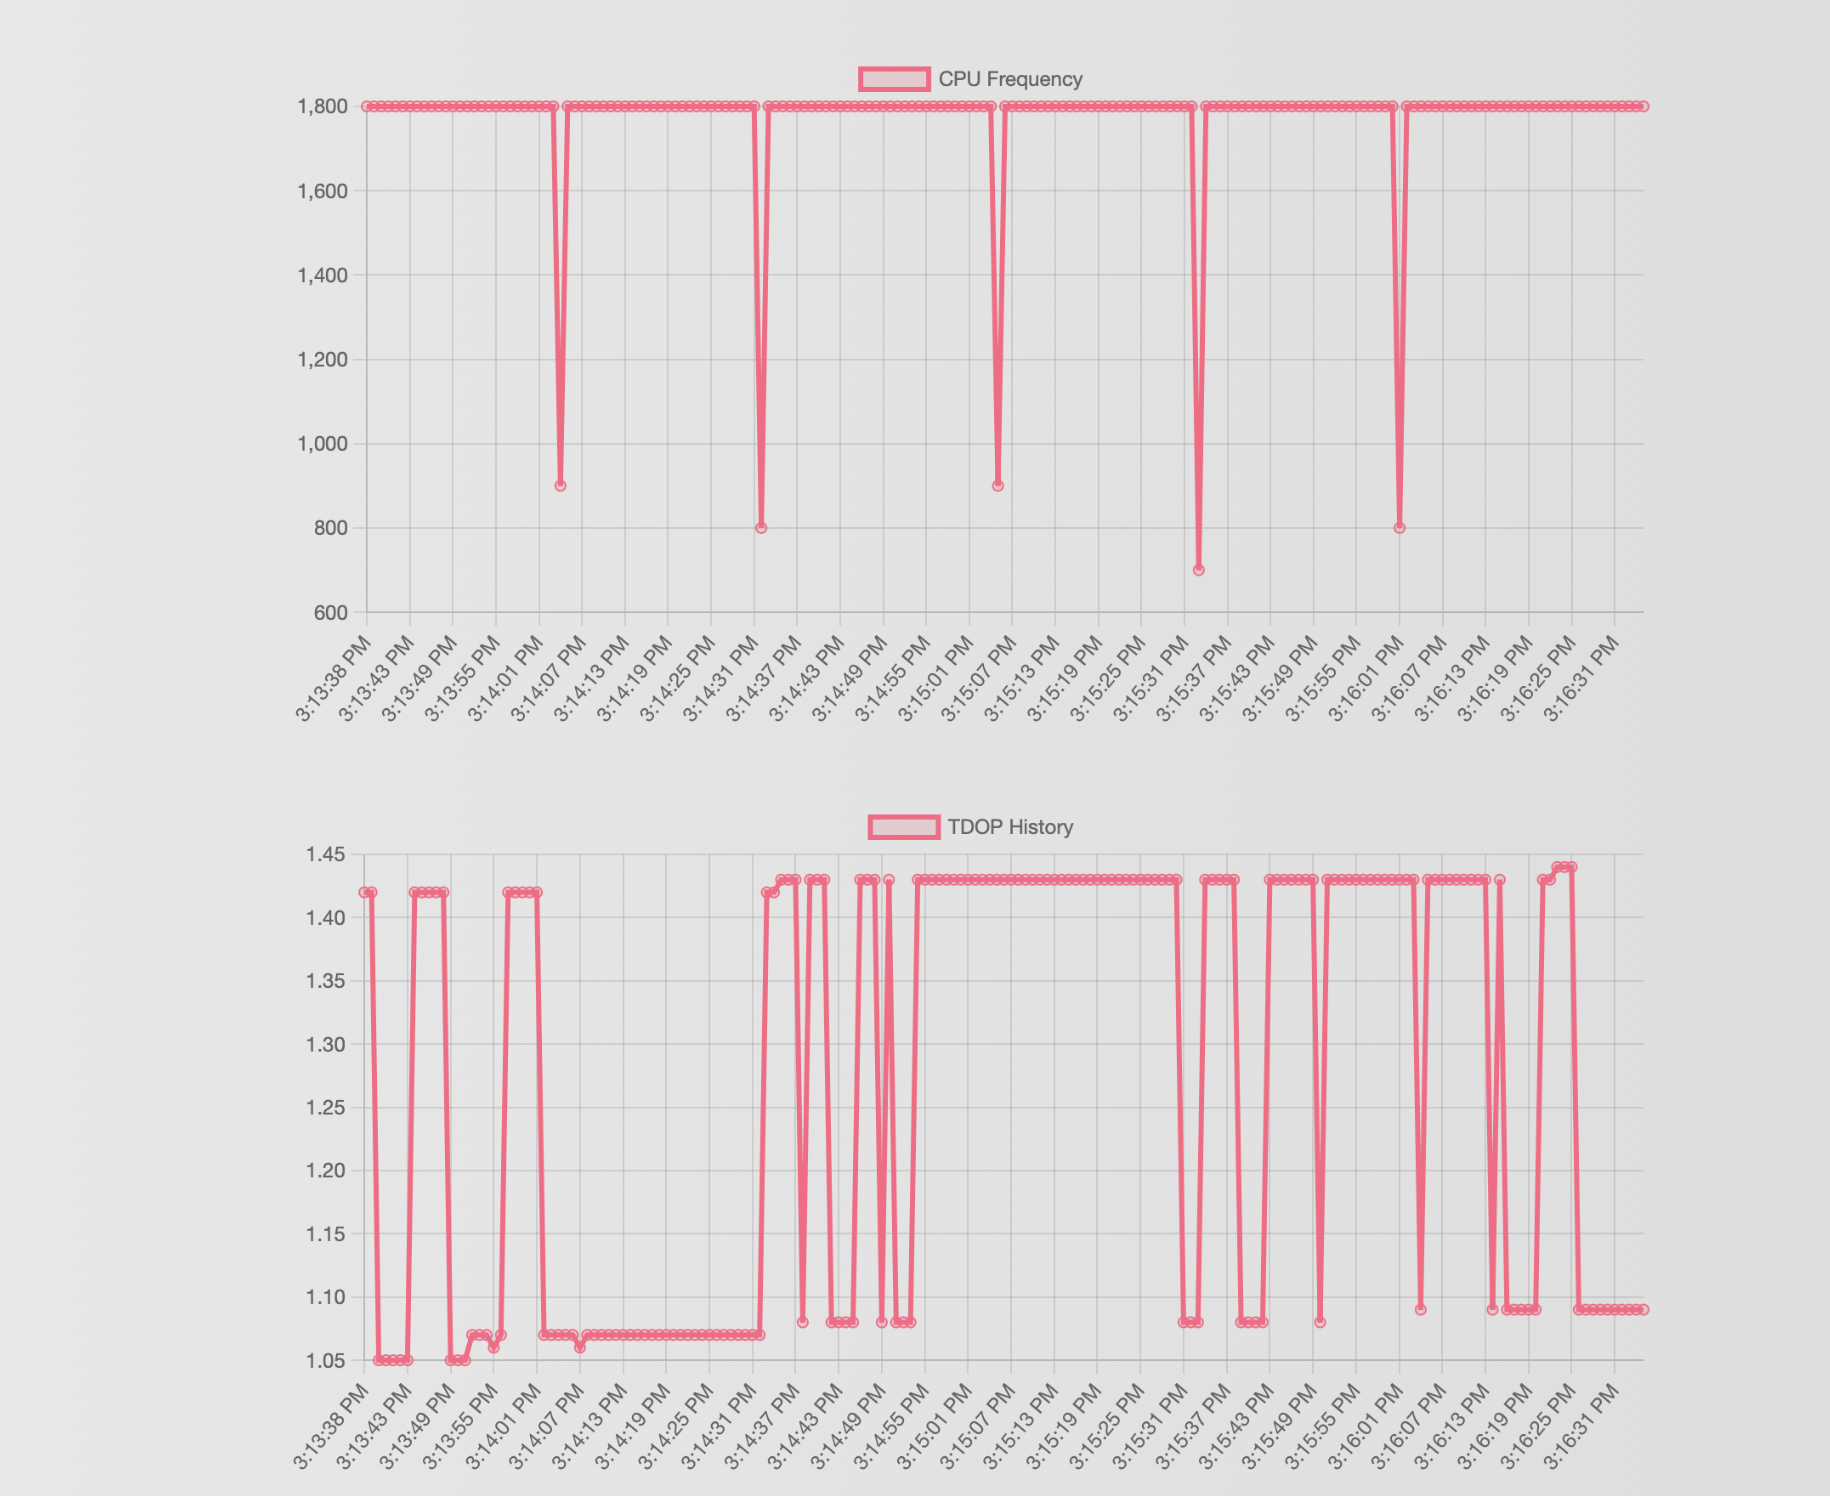 CPU Frequency
1,800
1,600
1,400
1,200
1,000
800
600
3:13:38 PM
3:13:43 PM
3:13:49 PM
3:13:55 PM
3:14:01 PM
3:14:07 PM
3:14:13 PM
3:14:19 PM
3:14:25 PM
3:14:31 PM
3:14:37 PM
3:14:43 PM
3:14:49 PM
3:14:55 PM
3:15:01 PM
3:15:07 PM
3:15:13 PM
3:15:19 PM
3:15:25 PM
3:15:31 PM
3:15:37 PM
3:15:43 PM
3:15:49 PM
3:15:55 PM
3:16:01 PM
3:16:07 PM
3:16:13 PM
3:16:19 PM
3:16:25 PM
3:16:31 PM
TDOP History
1.45
1.40
1.35
1.30
1.25
1.20
1.15
1.10
1.05
3:13:38 PM
3:13:43 PM
3:13:49 PM
3:13:55 PM
3:14:01 PM
3:14:07 PM
3:14:13 PM
3:14:19 PM
3:14:25 PM
3:14:31 PM
3:14:37 PM
3:14:43 PM
3:14:49 PM
3:14:55 PM
3:15:01 PM
3:15:07 PM
3:15:13 PM
3:15:19 PM
3:15:25 PM
3:15:31 PM
3:15:37 PM
3:15:43 PM
3:15:49 PM
3:15:55 PM
3:16:01 PM
3:16:07 PM
3:16:13 PM
3:16:19 PM
3:16:25 PM
3:16:31 PM